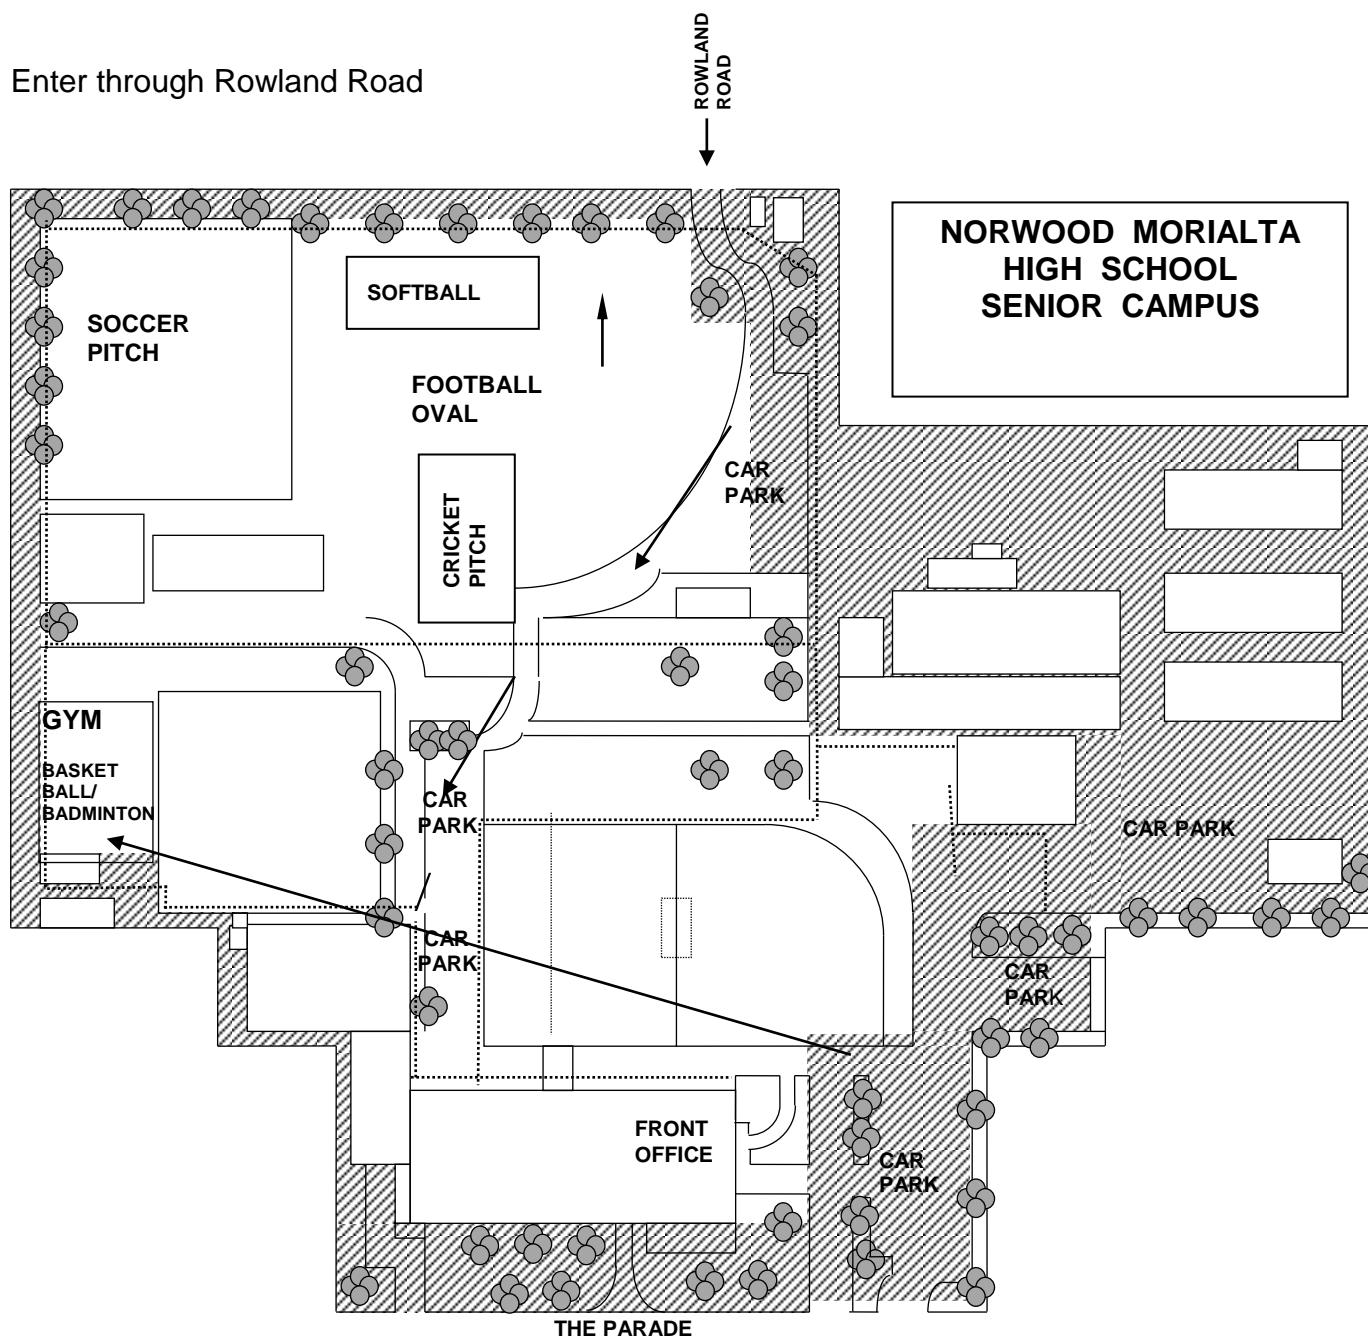 ROWLAND
ROAD
Enter through Rowland Road
NORWOOD MORIALTA
HIGH SCHOOL
SENIOR CAMPUS
SOFTBALL
SOCCER
PITCH
FOOTBALL
OVAL
CAR
PARK
CRICKET
PITCH
GYM
BASKET
BALL/
BADMINTON
CAR
PARK
CAR PARK
CAR
PARK
CAR
PARK
FRONT
OFFICE
CAR
PARK
THE PARADE